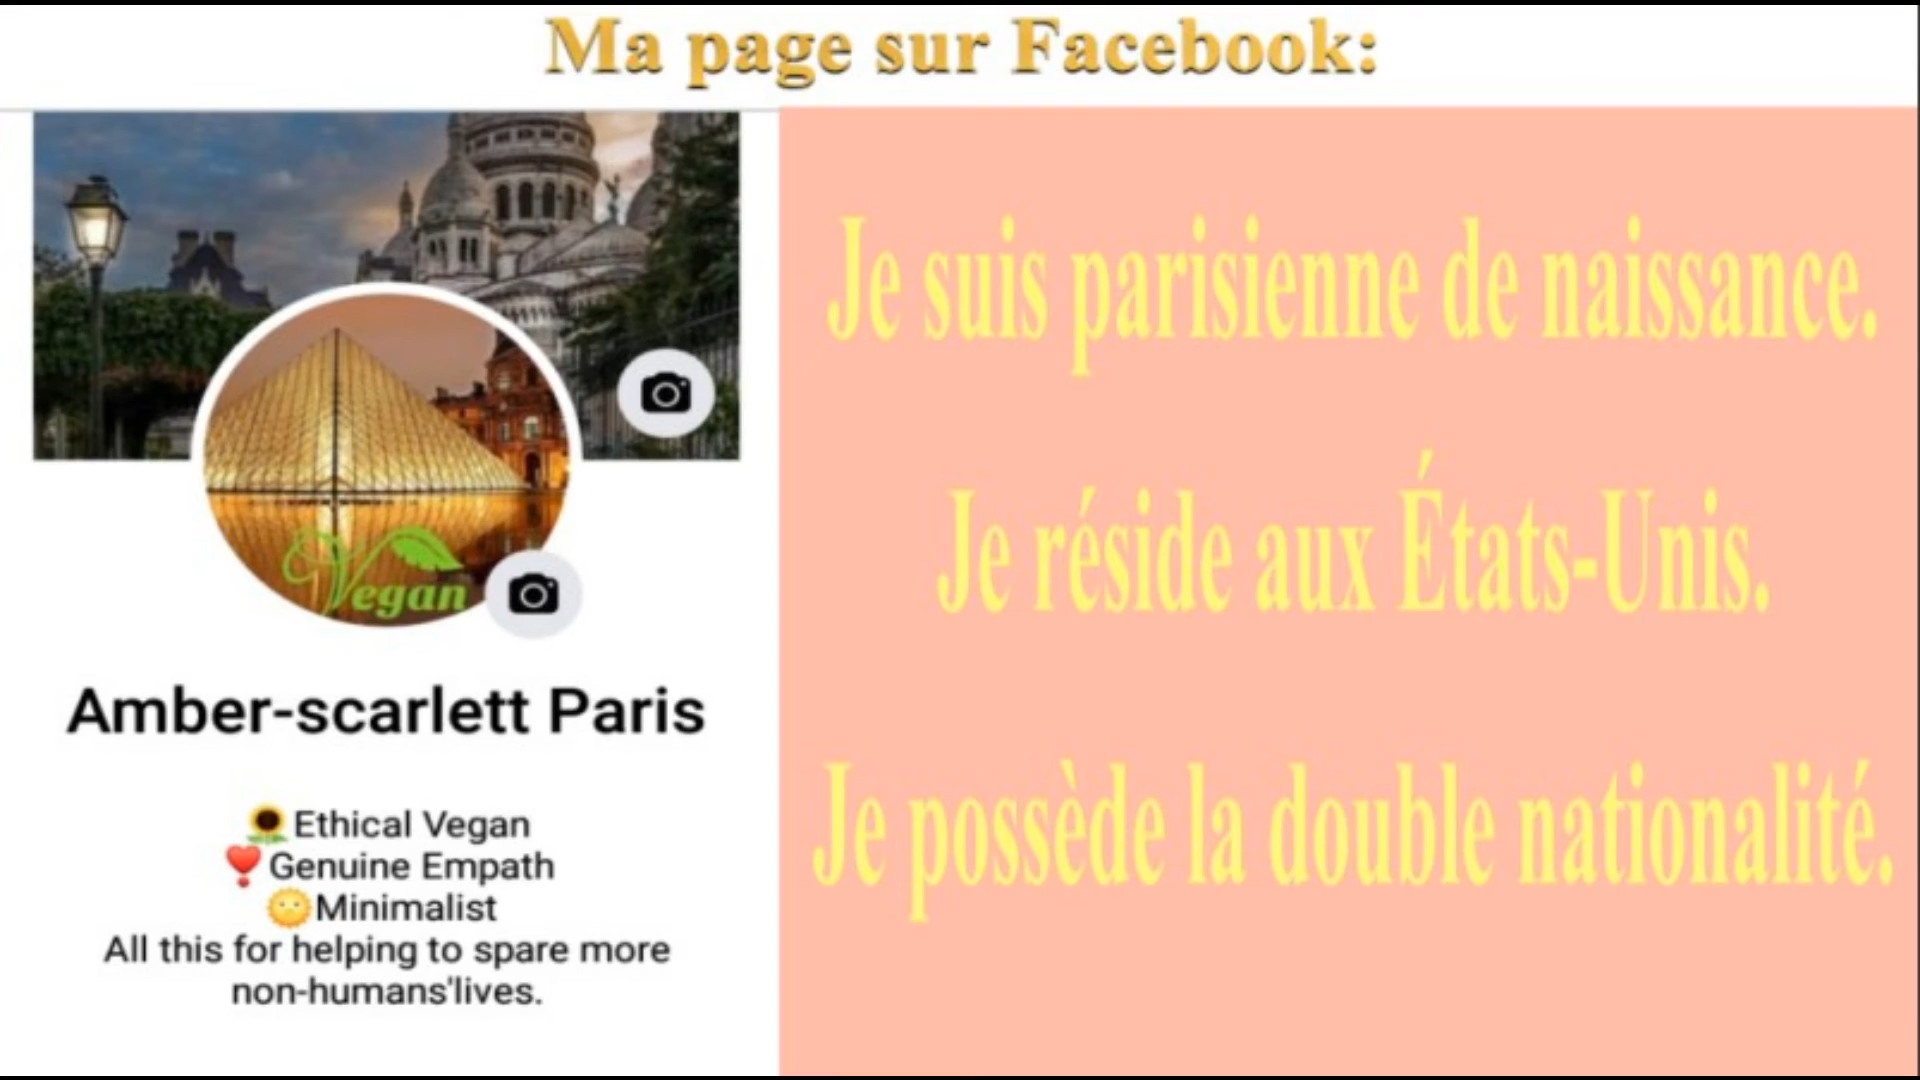 Ma page sur Facebook:
Vegan
Amber-scarlett Paris
🌻Ethical Vegan
❣️Genuine Empath
🌞Minimalist
All this for helping to spare more
non-humans'lives.
Je suis parisienne de naissance.
Je réside aux États-Unis.
Je possède la double nationalité.